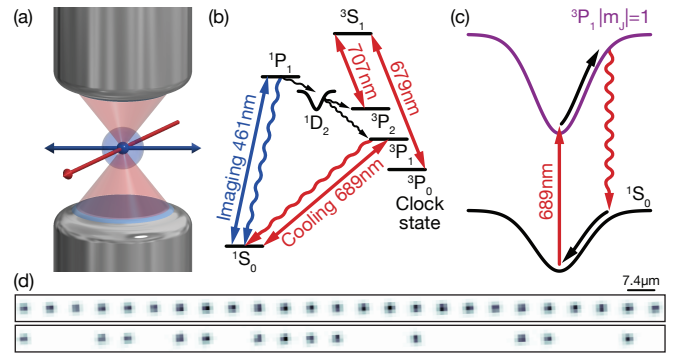 (a)
(b)
³S₁
¹P₁
707nm
679nm
¹D₂
³P₂
³P₁
³P₀
Clock
state
Imaging 461nm
Cooling 689nm
¹S₀
(c)
³P₁ |mⱼ|=1
689nm
¹S₀
(d)
7.4μm